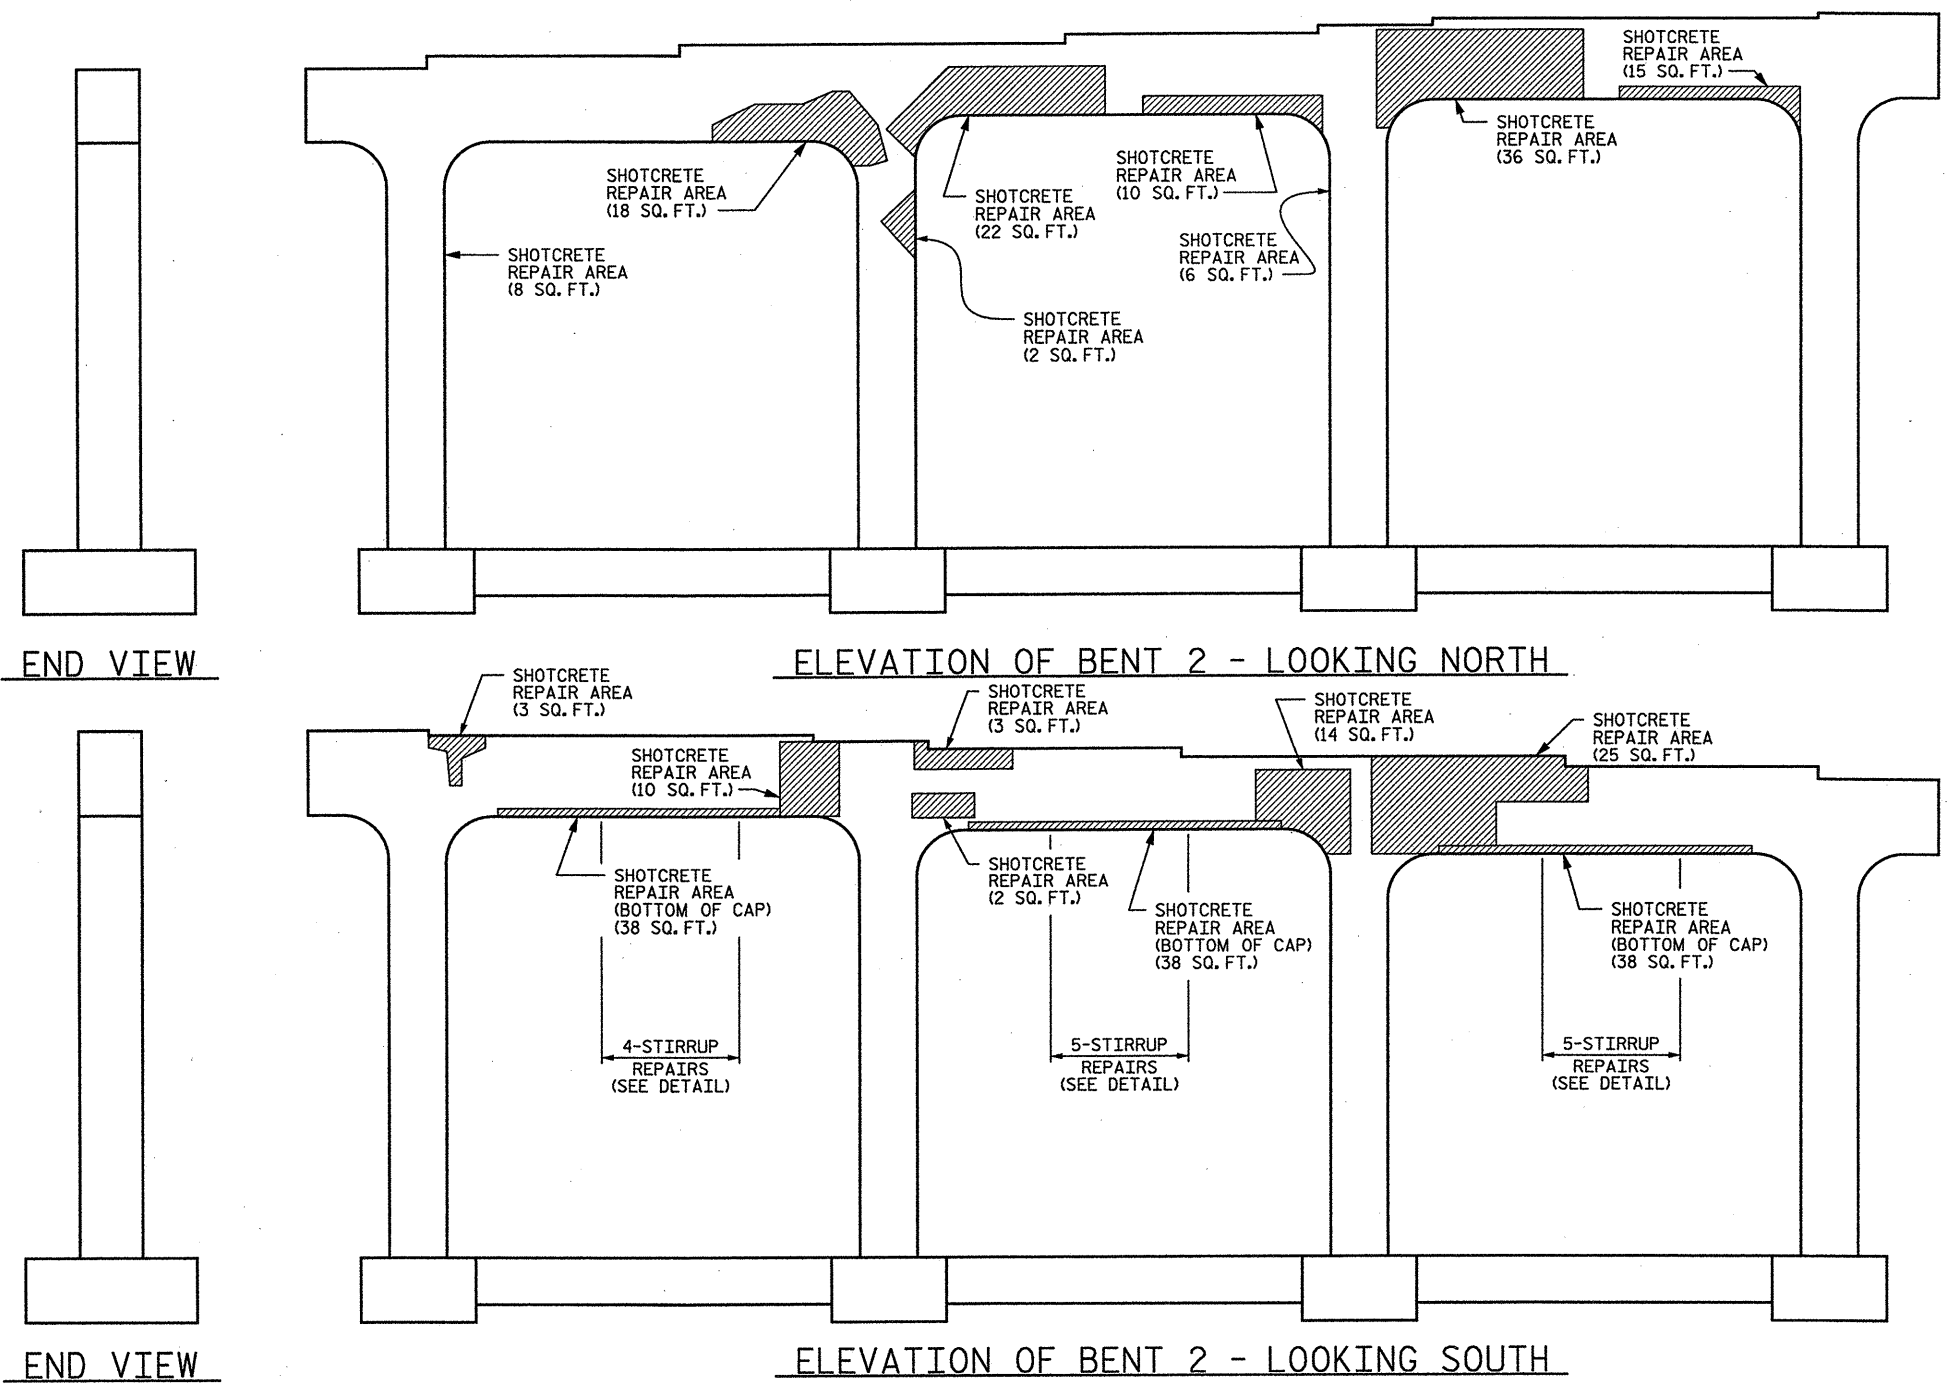 SHOTCRETE
REPAIR AREA
(15 SQ. FT.)
SHOTCRETE
REPAIR AREA
(36 SQ. FT.)
SHOTCRETE
REPAIR AREA
(18 SQ. FT.)
SHOTCRETE
REPAIR AREA
(10 SQ. FT.)
SHOTCRETE
REPAIR AREA
(22 SQ. FT.)
SHOTCRETE
REPAIR AREA
(6 SQ. FT.)
SHOTCRETE
REPAIR AREA
(8 SQ. FT.)
SHOTCRETE
REPAIR AREA
(2 SQ. FT.)
END VIEW
ELEVATION OF BENT 2 - LOOKING NORTH
SHOTCRETE
REPAIR AREA
(3 SQ. FT.)
SHOTCRETE
REPAIR AREA
(3 SQ. FT.)
SHOTCRETE
REPAIR AREA
(14 SQ. FT.)
SHOTCRETE
REPAIR AREA
(25 SQ. FT.)
SHOTCRETE
REPAIR AREA
(10 SQ. FT.)
SHOTCRETE
REPAIR AREA
(BOTTOM OF CAP)
(38 SQ. FT.)
SHOTCRETE
REPAIR AREA
(2 SQ. FT.)
SHOTCRETE
REPAIR AREA
(BOTTOM OF CAP)
(38 SQ. FT.)
SHOTCRETE
REPAIR AREA
(BOTTOM OF CAP)
(38 SQ. FT.)
4-STIRRUP
REPAIRS
(SEE DETAIL)
5-STIRRUP
REPAIRS
(SEE DETAIL)
5-STIRRUP
REPAIRS
(SEE DETAIL)
END VIEW
ELEVATION OF BENT 2 - LOOKING SOUTH